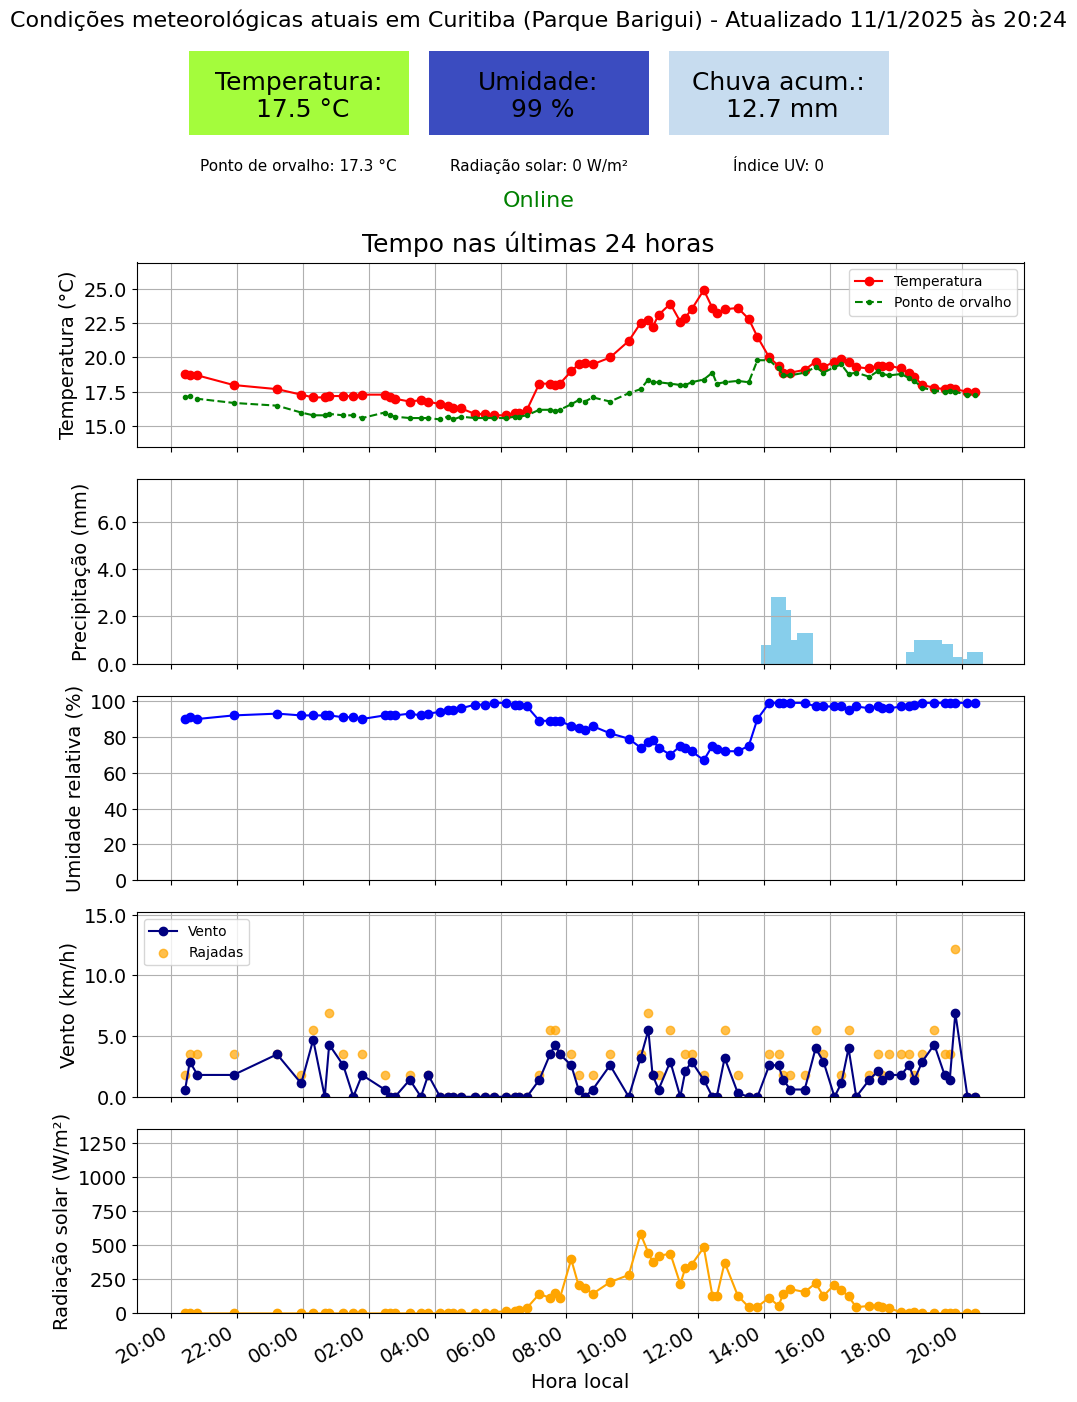 Condições meteorológicas atuais em Curitiba (Parque Barigui) - Atualizado 11/1/2025 às 20:24
Temperatura:
17.5 °C
Umidade:
99 %
Chuva acum.:
12.7 mm
Ponto de orvalho: 17.3 °C
Radiação solar: 0 W/m²
Índice UV: 0
Online
Tempo nas últimas 24 horas
Temperatura (°C)
25.0
22.5
20.0
17.5
15.0
Temperatura
Ponto de orvalho
Precipitação (mm)
6.0
4.0
2.0
0.0
Umidade relativa (%)
100
80
60
40
20
0
Vento (km/h)
15.0
10.0
5.0
0.0
Vento
Rajadas
Radiação solar (W/m²)
1250
1000
750
500
250
0
20:00
22:00
00:00
02:00
04:00
06:00
08:00
10:00
12:00
14:00
16:00
18:00
20:00
Hora local